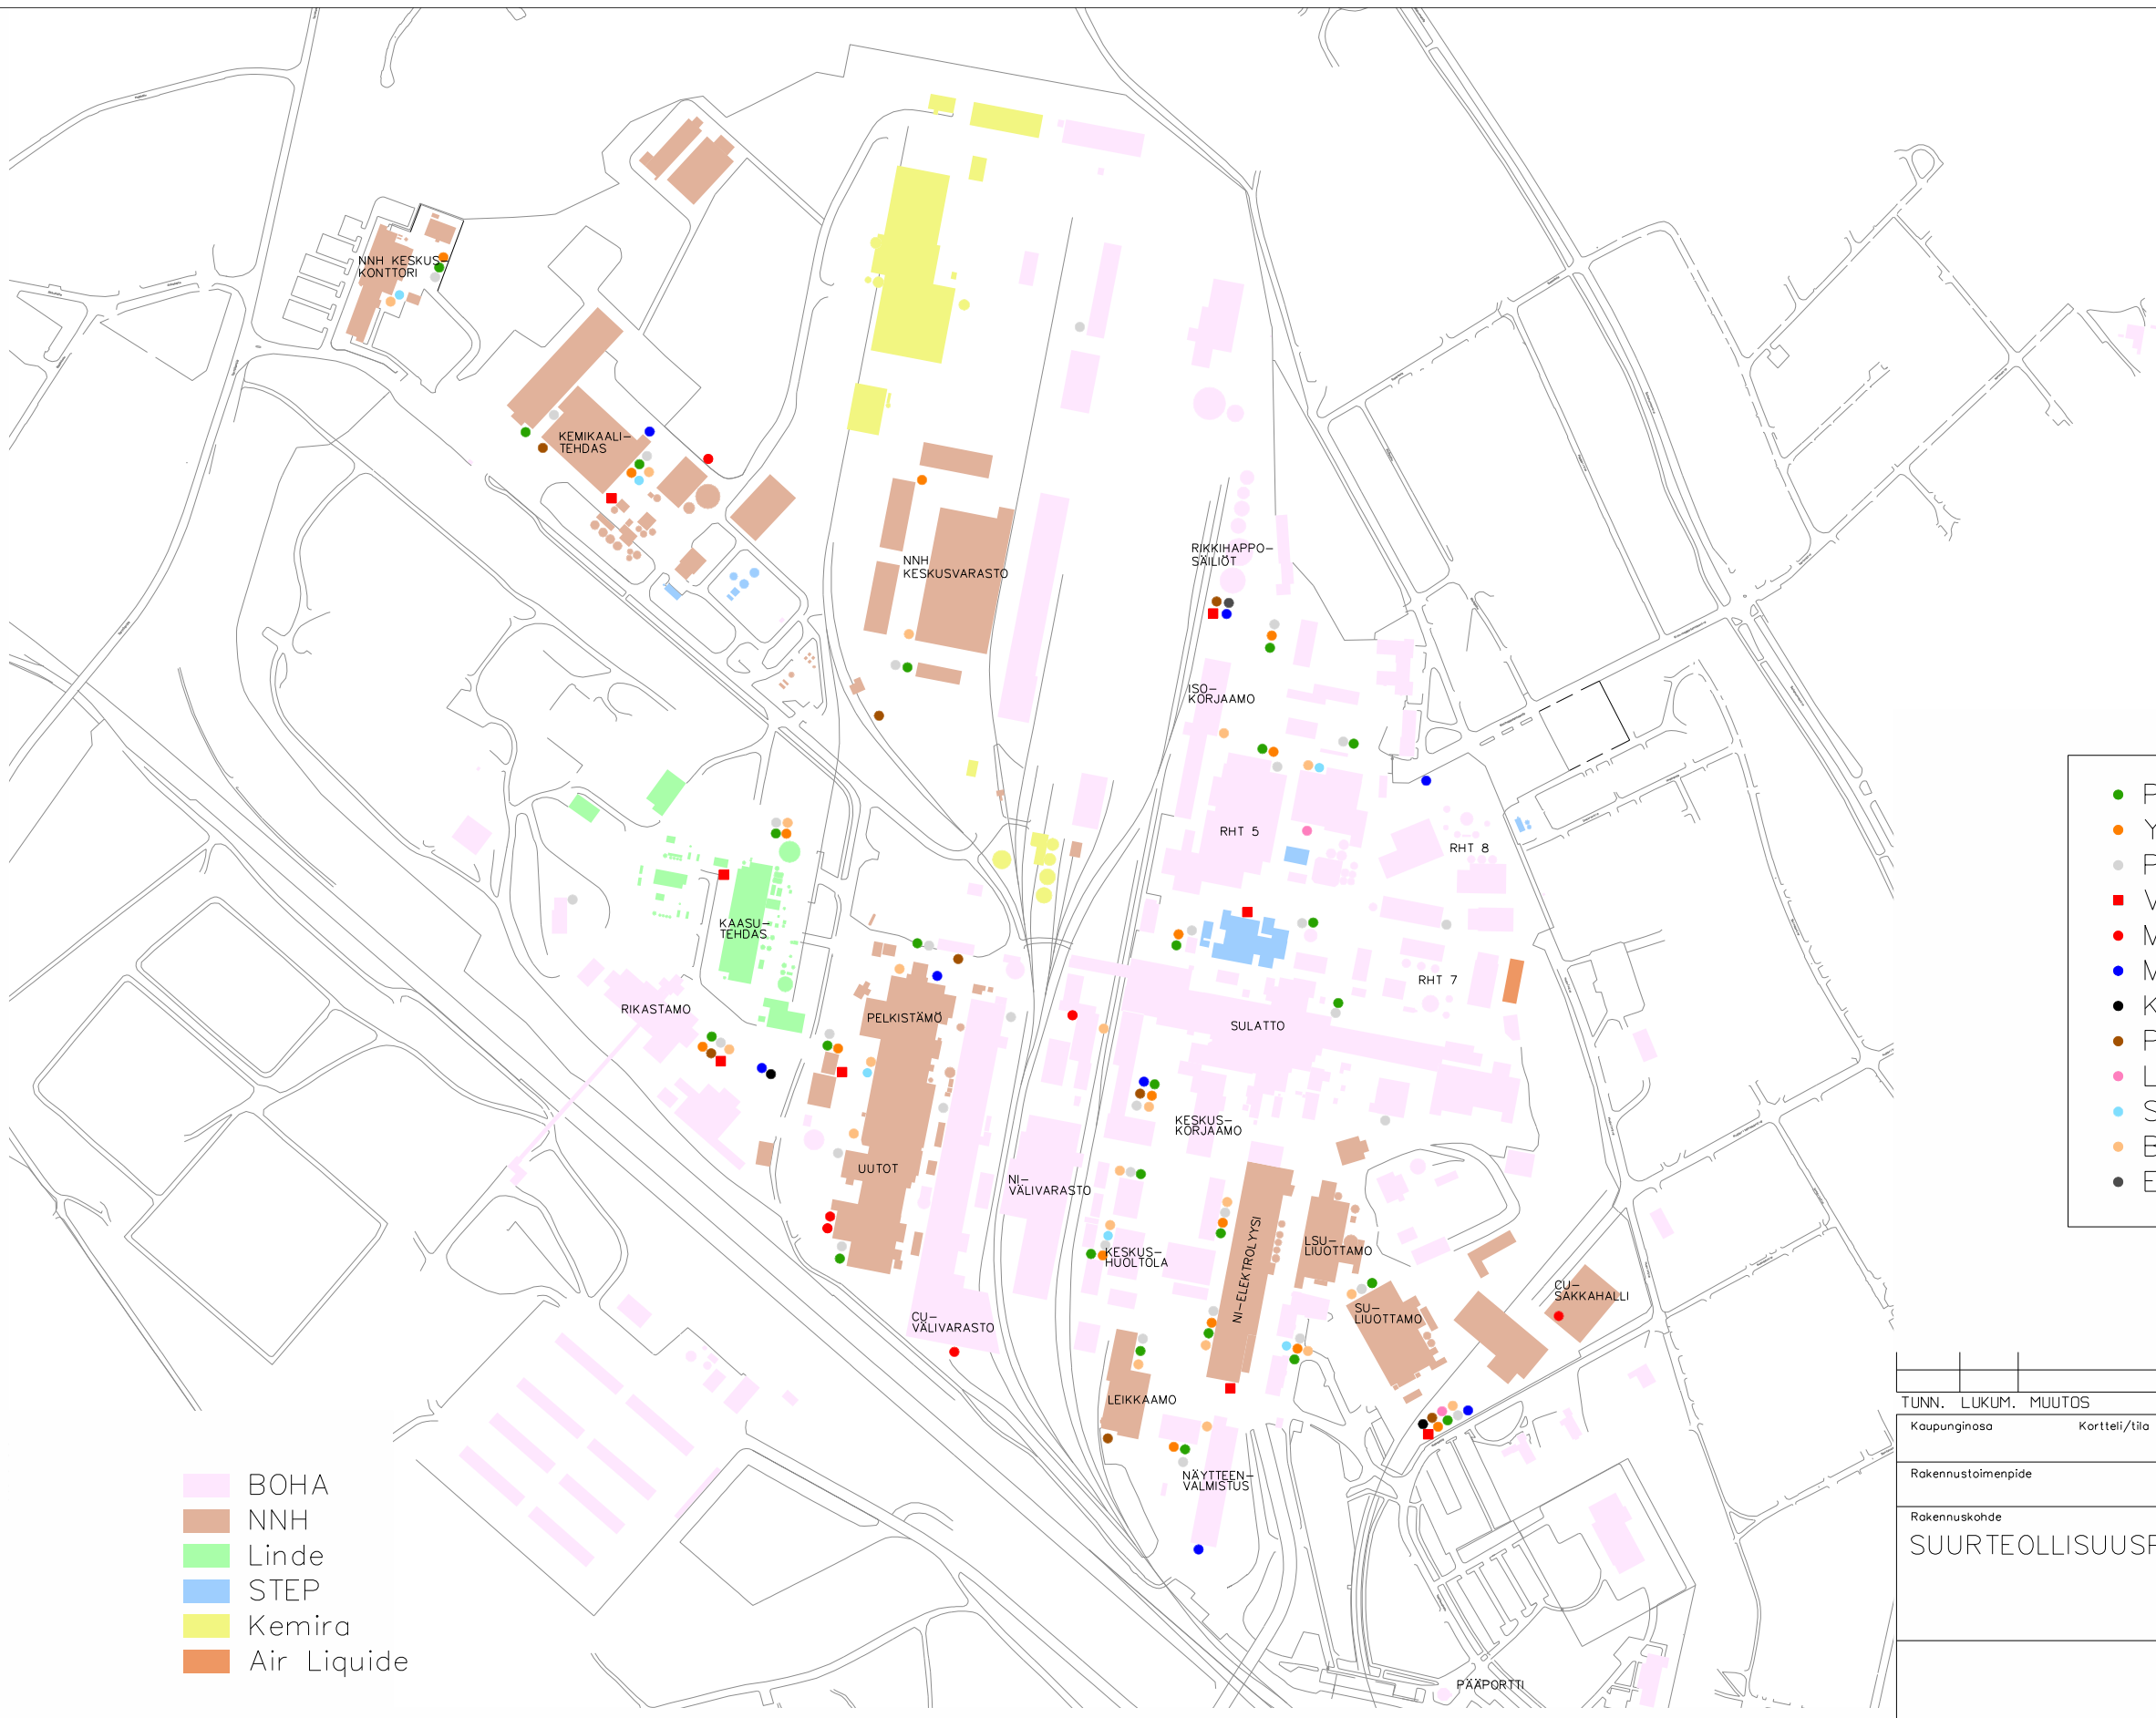 NNH KESKUS-
KONTTORI
KEMIKAALI-
TEHDAS
NNH
KESKUSVARASTO
RIKKIHAPPO-
SÄILIÖT
ISO-
KORJAAMO
RHT 5
RHT 8
KAASU-
TEHDAS
RHT 7
RIKASTAMO
PELKISTÄMÖ
SULATTO
KESKUS-
KORJAAMO
UUTOT
NI-
VÄLIVARASTO
KESKUS-
HUOLTOLA
NI-ELEKTROLYYSI
LSU-
LIUOTTAMO
CU-
SAKKAHALLI
SU-
LIUOTTAMO
CU-
VÄLIVARASTO
LEIKKAAMO
NÄYTTEEN-
VALMISTUS
PÄÄPORTTI
BOHA
NNH
Linde
STEP
Kemira
Air Liquide
P
Y
P
V
M
M
K
P
L
S
B
E
TUNN. LUKUM. MUUTOS
Kaupunginosa Kortteli/tila
Rakennustoimenpide
Rakennuskohde
SUURTEOLLISUUSP